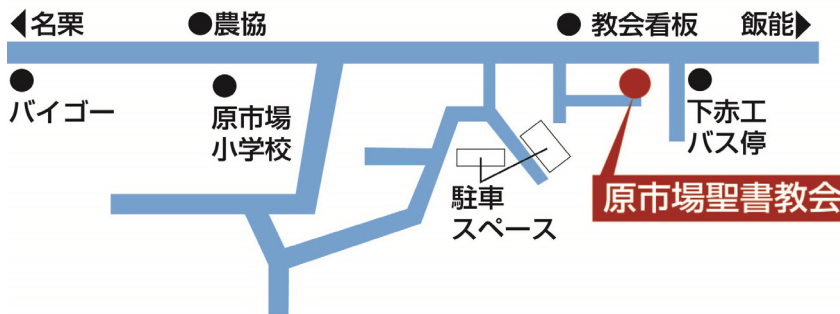 ◀名栗
●農協
● 教会看板
飯能▶
バイゴー
原市場
小学校
下赤工
バス停
駐車
スペース
原市場聖書教会